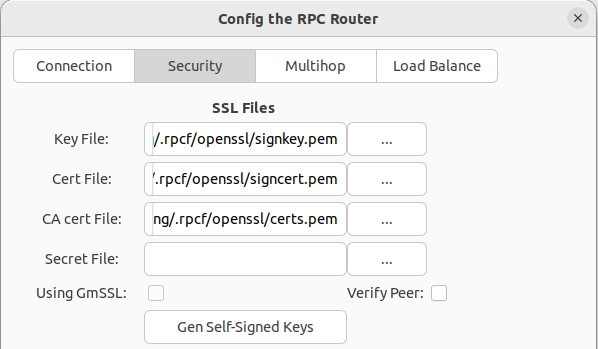 Config the RPC Router
Connection Security Multihop Load Balance
SSL Files
Key File: /.rpcf/openssl/signkey.pem ...
Cert File: /.rpcf/openssl/signcert.pem ...
CA cert File: ng/.rpcf/openssl/certs.pem ...
Secret File: ...
Using GmSSL: Verify Peer:
Gen Self-Signed Keys